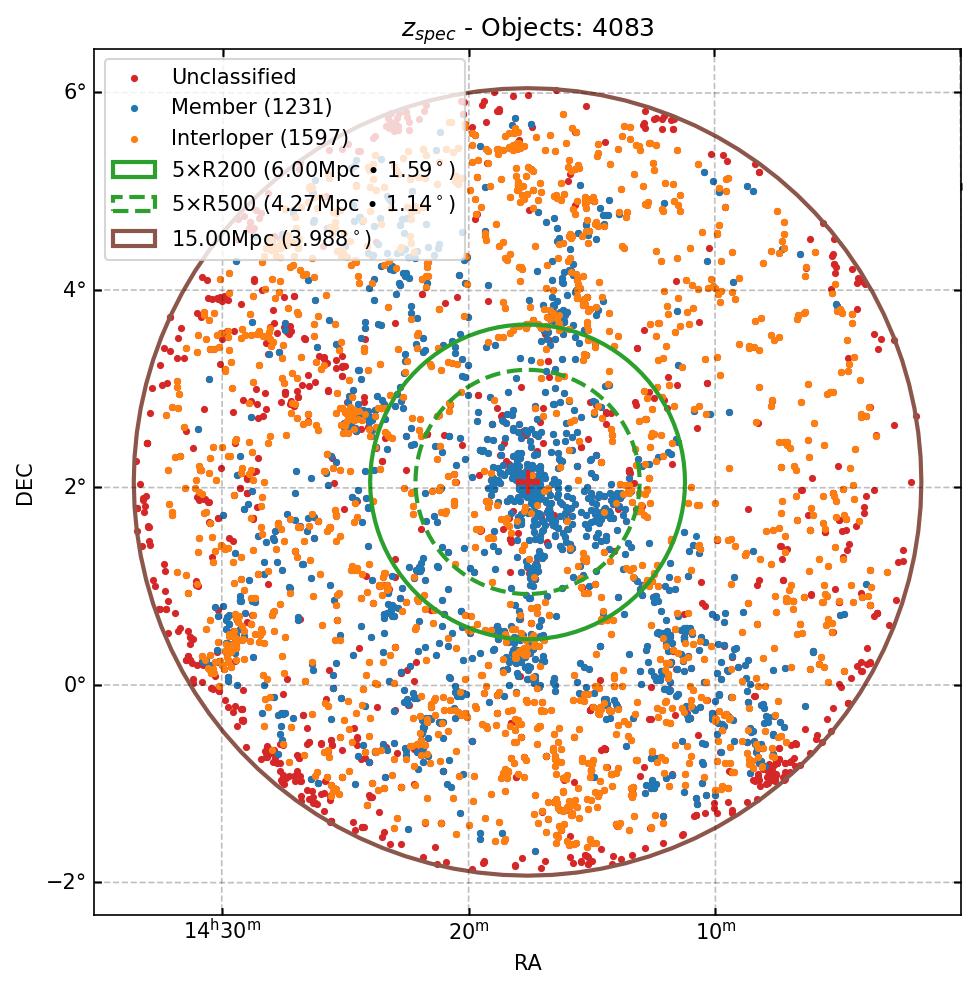 z_spec - Objects: 4083
Unclassified
Member (1231)
Interloper (1597)
5×R200 (6.00Mpc • 1.59°)
5×R500 (4.27Mpc • 1.14°)
15.00Mpc (3.988°)
6°
4°
2°
0°
−2°
DEC
14ʰ30ᵐ 20ᵐ 10ᵐ
RA